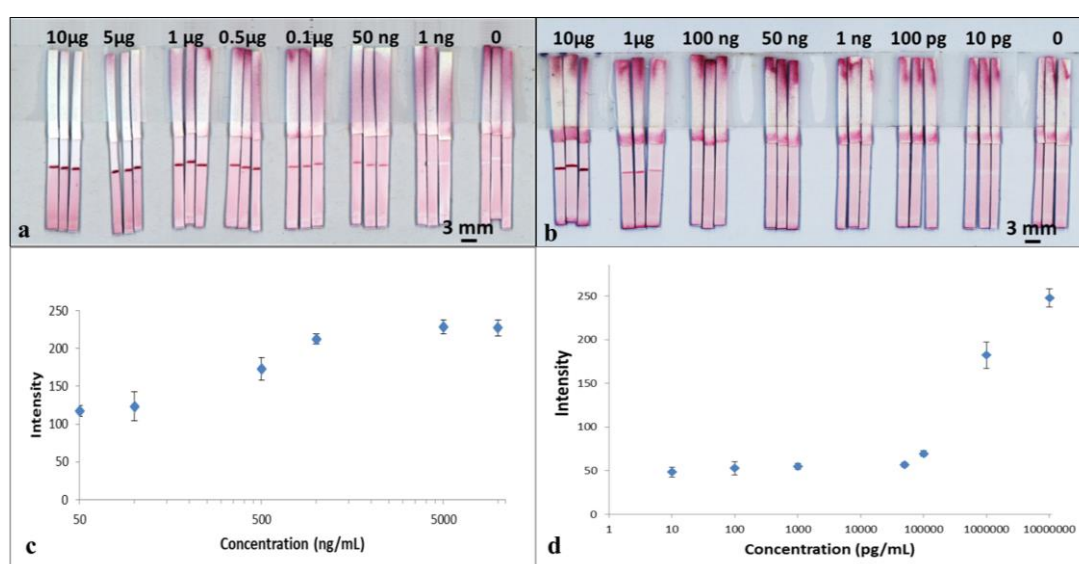 10µg 5µg 1 µg 0.5µg 0.1µg 50 ng 1 ng 0
a
3 mm
10µg 1µg 100 ng 50 ng 1 ng 100 pg 10 pg 0
b
3 mm
Intensity
250
200
150
100
50
0
50 500 5000
Concentration (ng/mL)
c
Intensity
250
200
150
100
50
0
1 10 100 1000 10000 100000 1000000 10000000
Concentration (pg/mL)
d